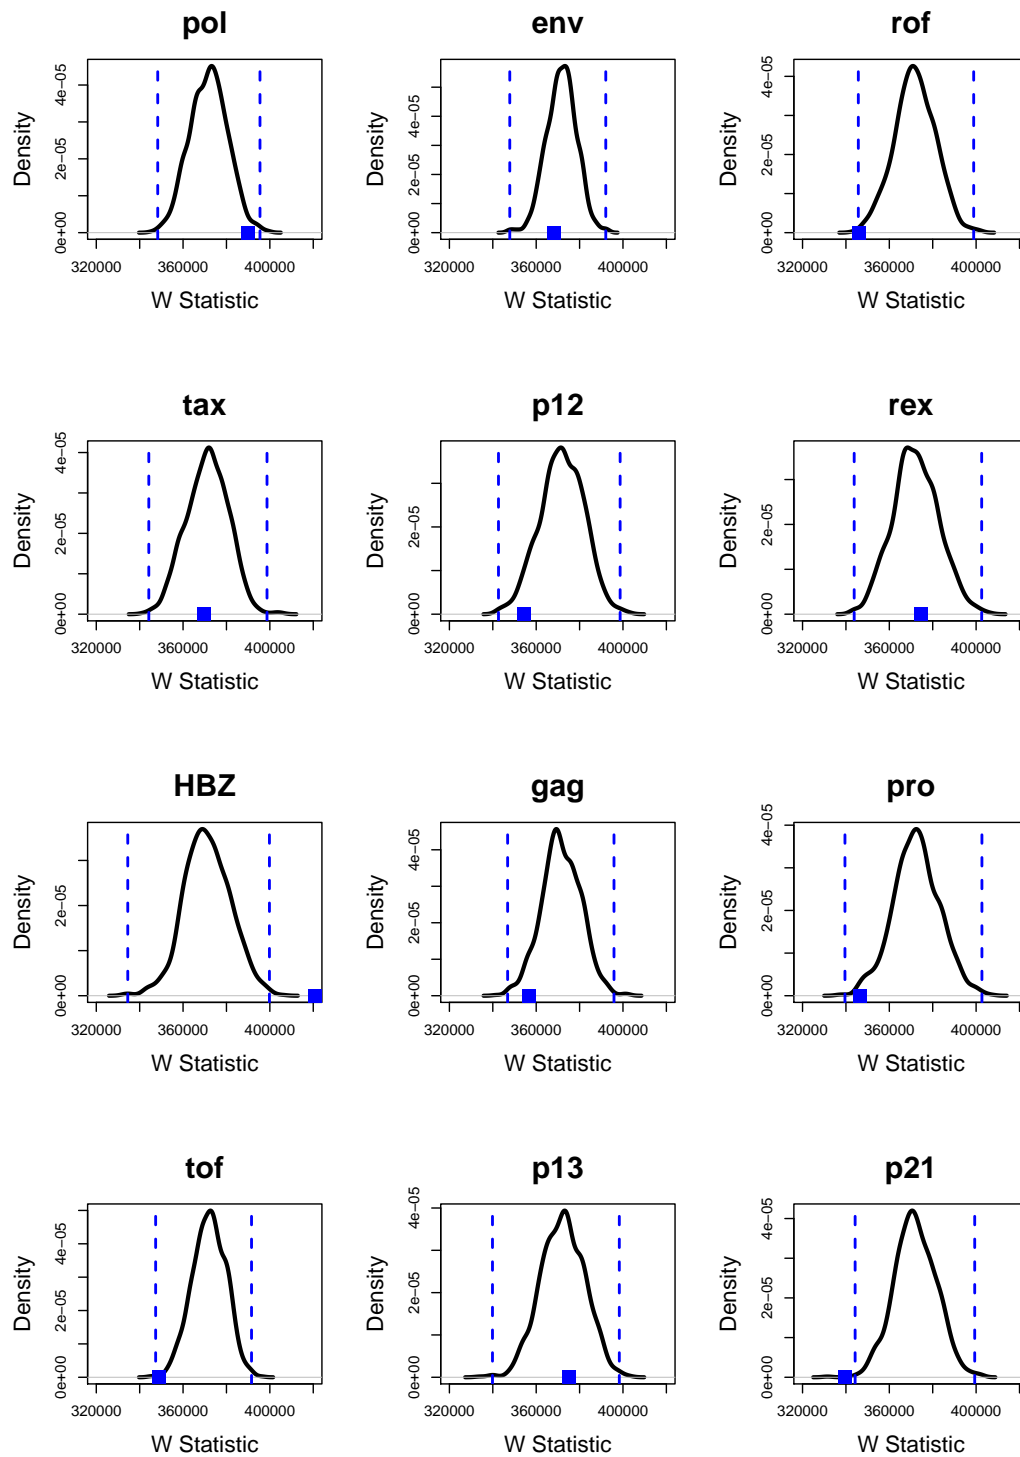 pol env rof
Density 0e+00 2e-05 4e-05 Density 0e+00 2e-05 4e-05 Density 0e+00 2e-05 4e-05
320000 360000 400000 320000 360000 400000 320000 360000 400000
W Statistic W Statistic W Statistic
tax p12 rex
Density 0e+00 2e-05 4e-05 Density 0e+00 2e-05 Density 0e+00 2e-05
320000 360000 400000 320000 360000 400000 320000 360000 400000
W Statistic W Statistic W Statistic
HBZ gag pro
Density 0e+00 2e-05 Density 0e+00 2e-05 4e-05 Density 0e+00 2e-05 4e-05
320000 360000 400000 320000 360000 400000 320000 360000 400000
W Statistic W Statistic W Statistic
tof p13 p21
Density 0e+00 2e-05 4e-05 Density 0e+00 2e-05 4e-05 Density 0e+00 2e-05 4e-05
320000 360000 400000 320000 360000 400000 320000 360000 400000
W Statistic W Statistic W Statistic